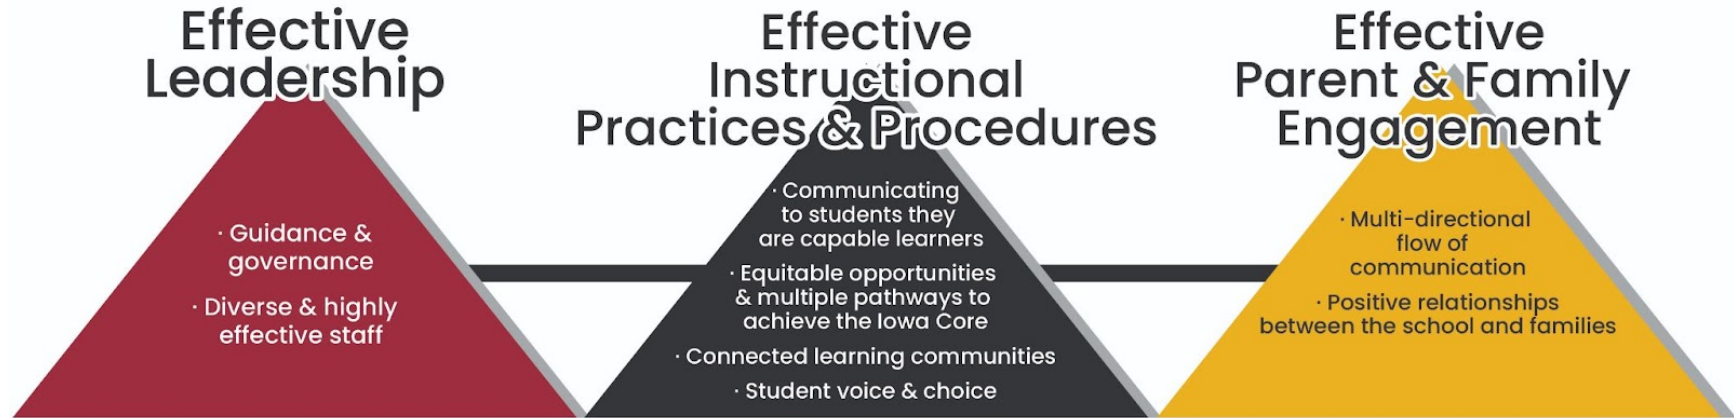 Effective
Leadership
· Guidance &
governance
· Diverse & highly
effective staff
Effective
Instructional
Practices & Procedures
· Communicating
to students they
are capable learners
· Equitable opportunities
& multiple pathways to
achieve the Iowa Core
· Connected learning communities
· Student voice & choice
Effective
Parent & Family
Engagement
· Multi-directional
flow of
communication
· Positive relationships
between the school and families